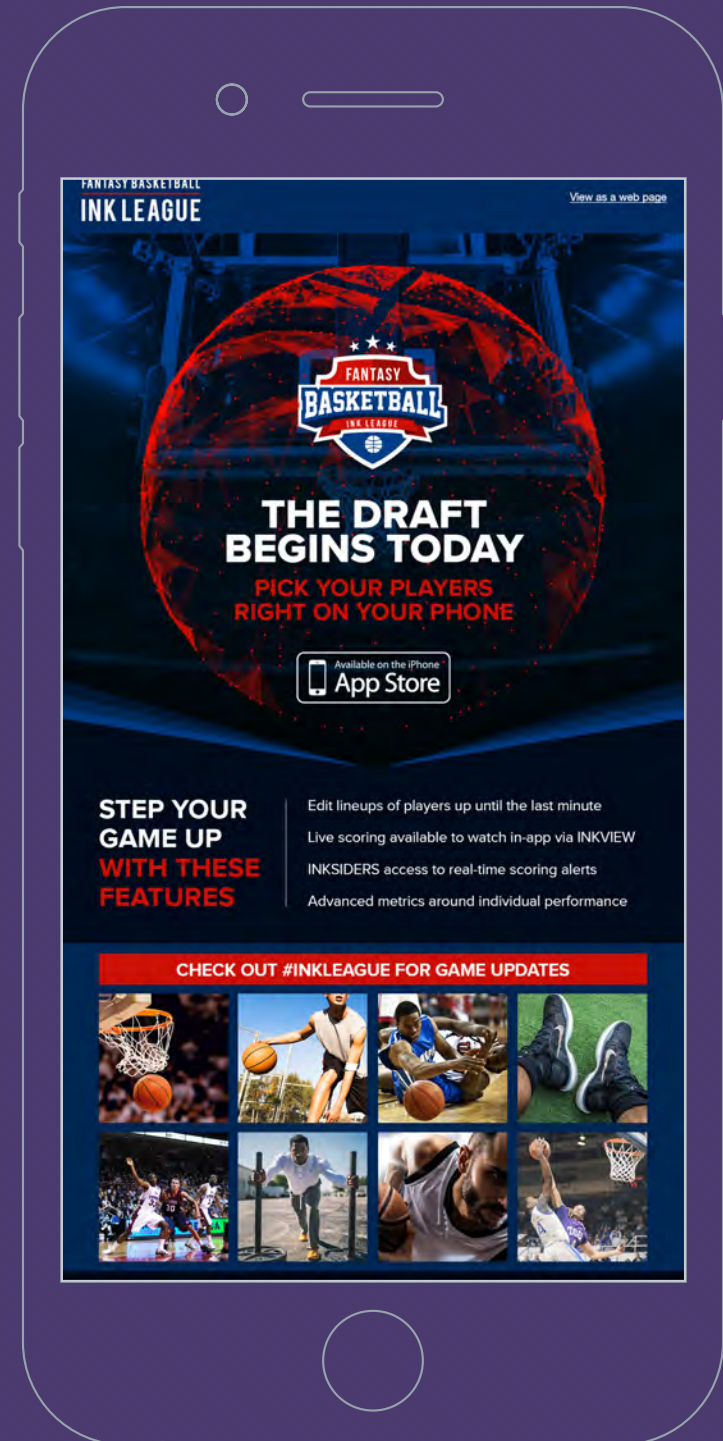 FANTASY BASKETBALL
INK LEAGUE
View as a web page
FANTASY
BASKETBALL
INK LEAGUE
THE DRAFT
BEGINS TODAY
PICK YOUR PLAYERS
RIGHT ON YOUR PHONE
Available on the iPhone
App Store
STEP YOUR
GAME UP
WITH THESE
FEATURES
Edit lineups of players up until the last minute
Live scoring available to watch in-app via INKVIEW
INKSIDERS access to real-time scoring alerts
Advanced metrics around individual performance
CHECK OUT #INKLEAGUE FOR GAME UPDATES